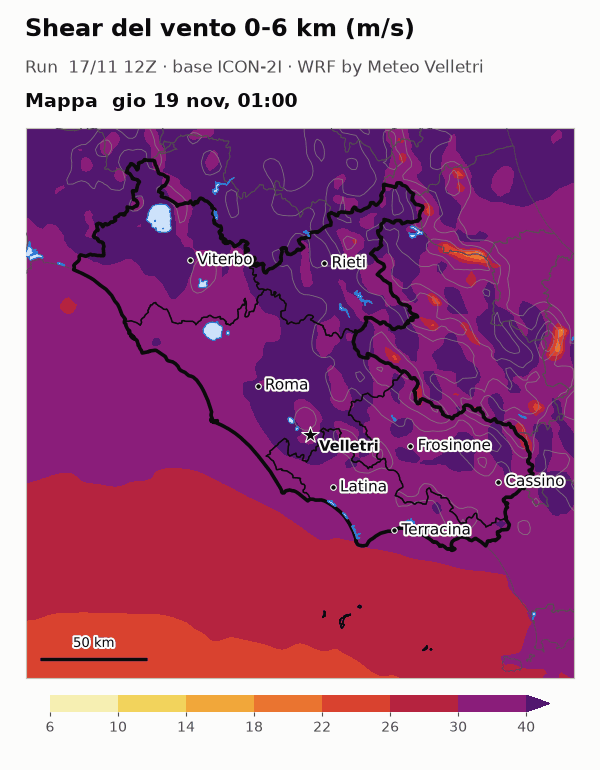 Shear del vento 0-6 km (m/s)
Run  17/11 12Z · base ICON-2I · WRF by Meteo Velletri
Mappa  gio 19 nov, 01:00
Viterbo
Rieti
Roma
Velletri
Frosinone
Cassino
Latina
Terracina
50 km
6 10 14 18 22 26 30 40